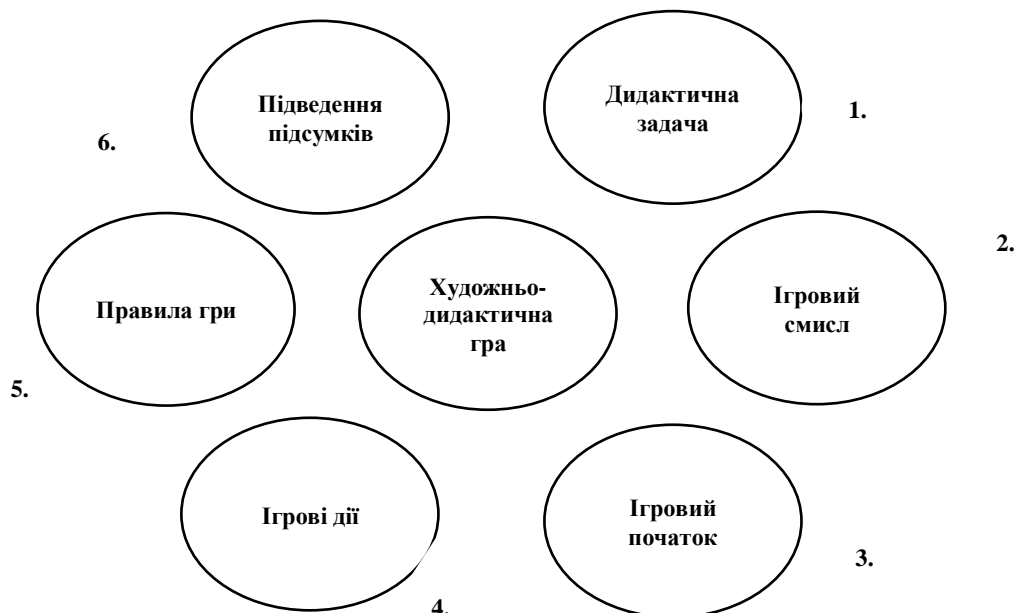 Підведення
підсумків
6.
Дидактична
задача
1.
2.
Правила гри
5.
Художньо-
дидактична
гра
Ігровий
смисл
Ігрові дії
4.
Ігровий
початок
3.